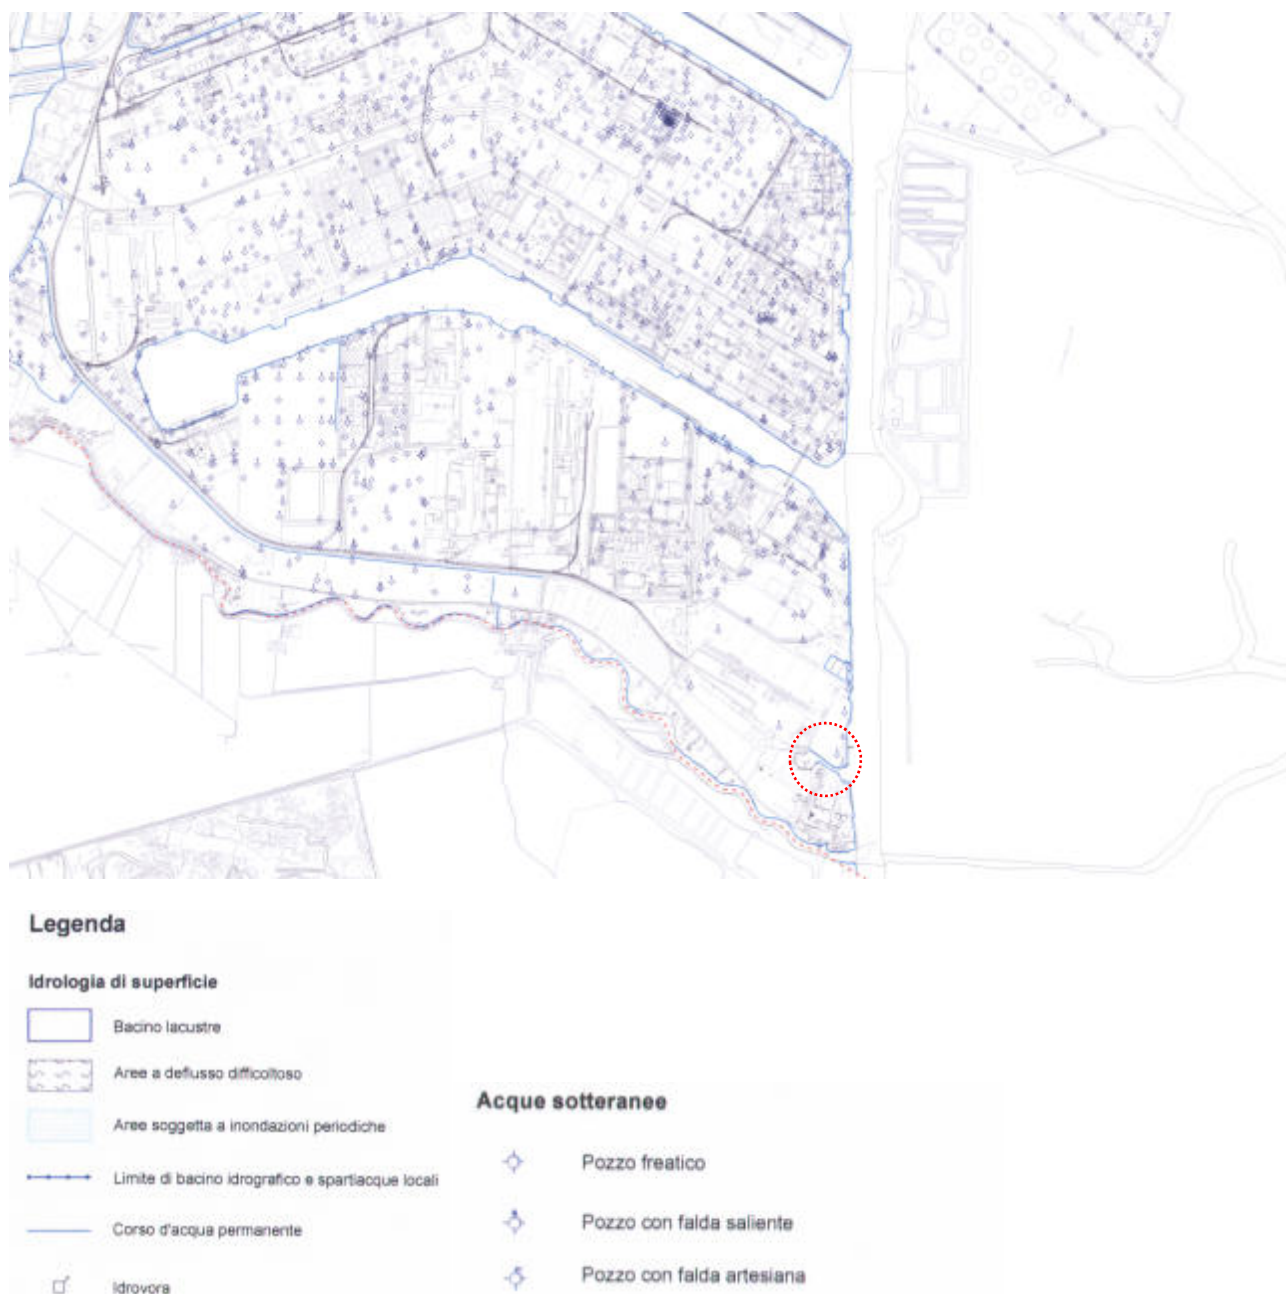 Legenda
Idrologia di superficie
Bacino lacustre
Aree a deflusso difficoltoso
Aree soggetta a inondazioni periodiche
Limite di bacino idrografico e spartiacque locali
Corso d'acqua permanente
Idrovora
Acque sotteranee
Pozzo freatico
Pozzo con falda saliente
Pozzo con falda artesiana